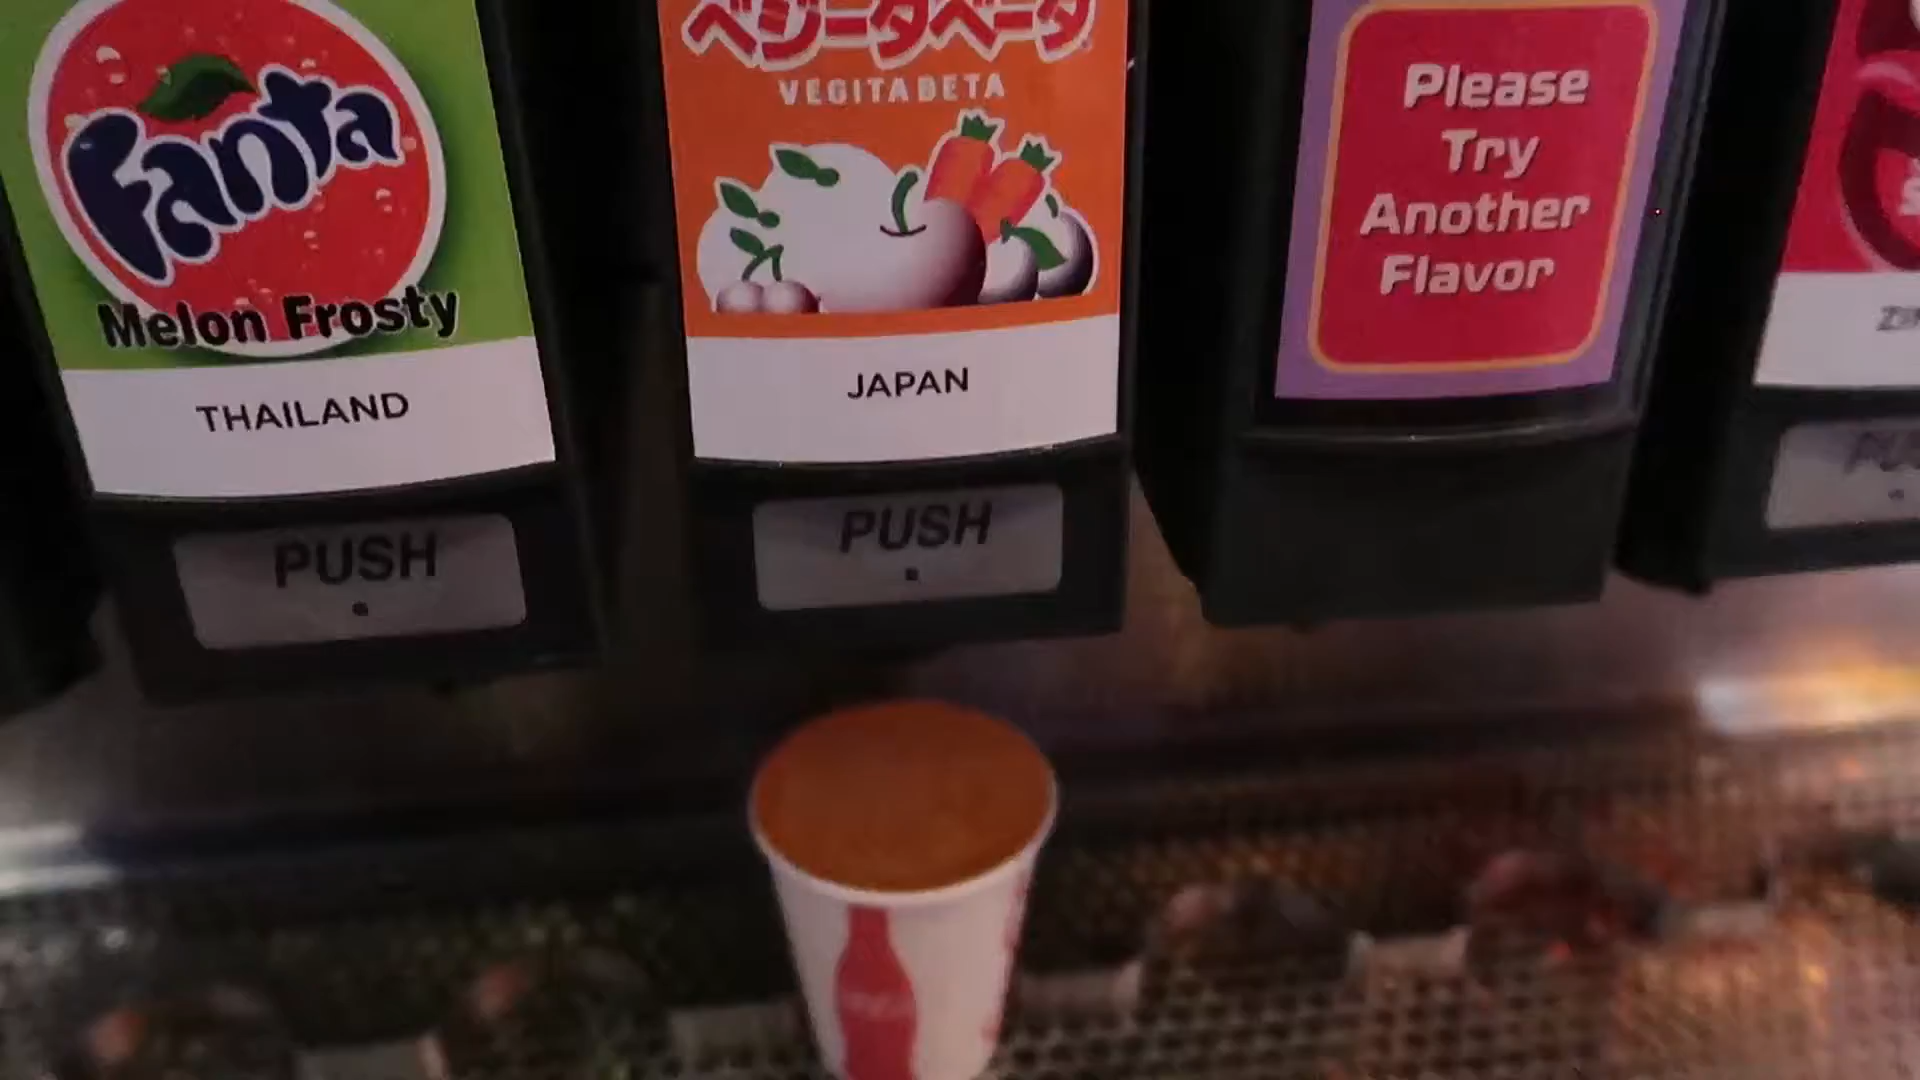 Fanta
Melon Frosty
THAILAND
PUSH
ベジータベータ
VEGITABETA
JAPAN
PUSH
Please
Try
Another
Flavor